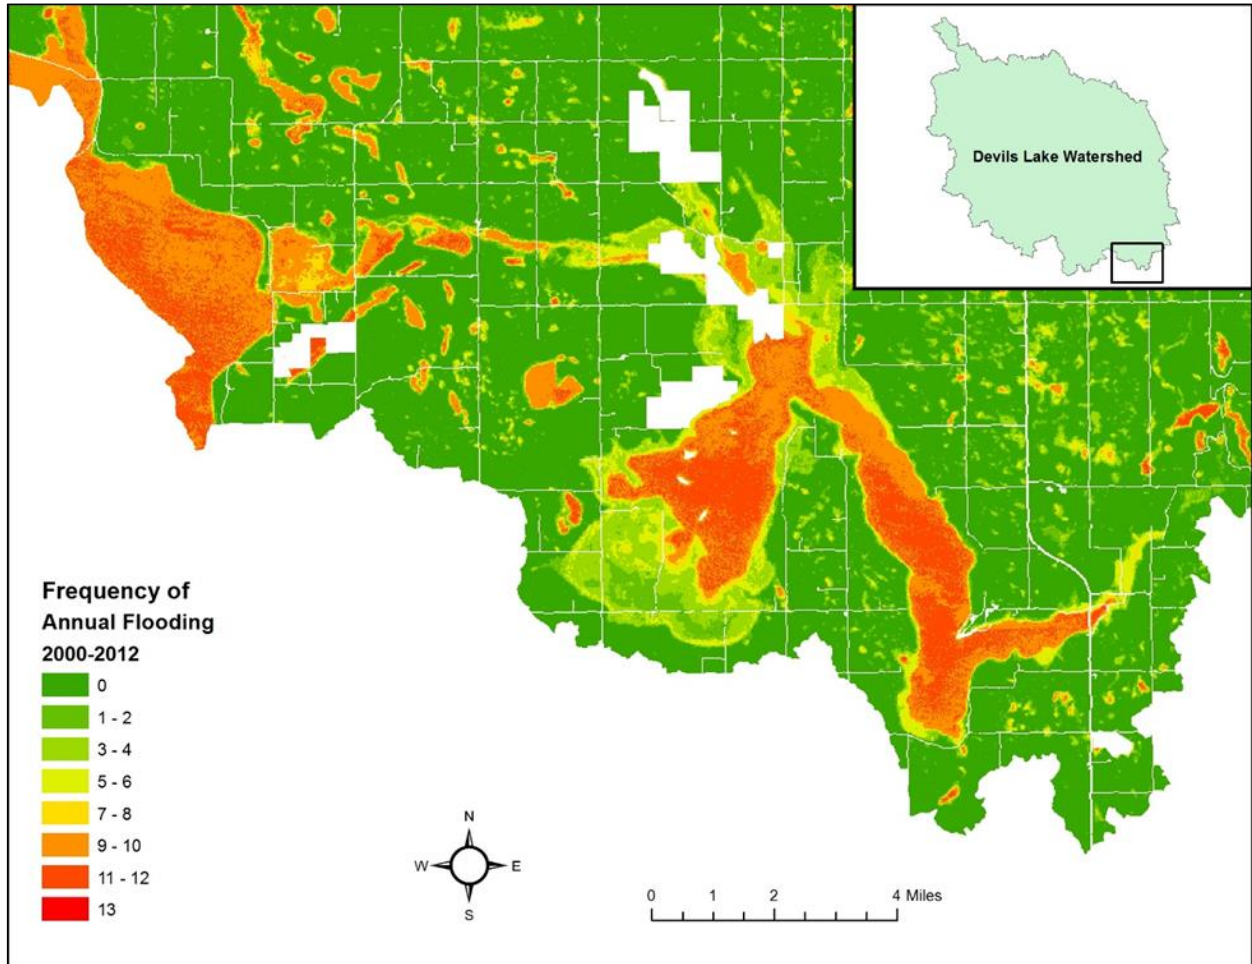 Devils Lake Watershed
Frequency of
Annual Flooding
2000-2012
0
1 - 2
3 - 4
5 - 6
7 - 8
9 - 10
11 - 12
13
N
W E
S
0 1 2 4 Miles